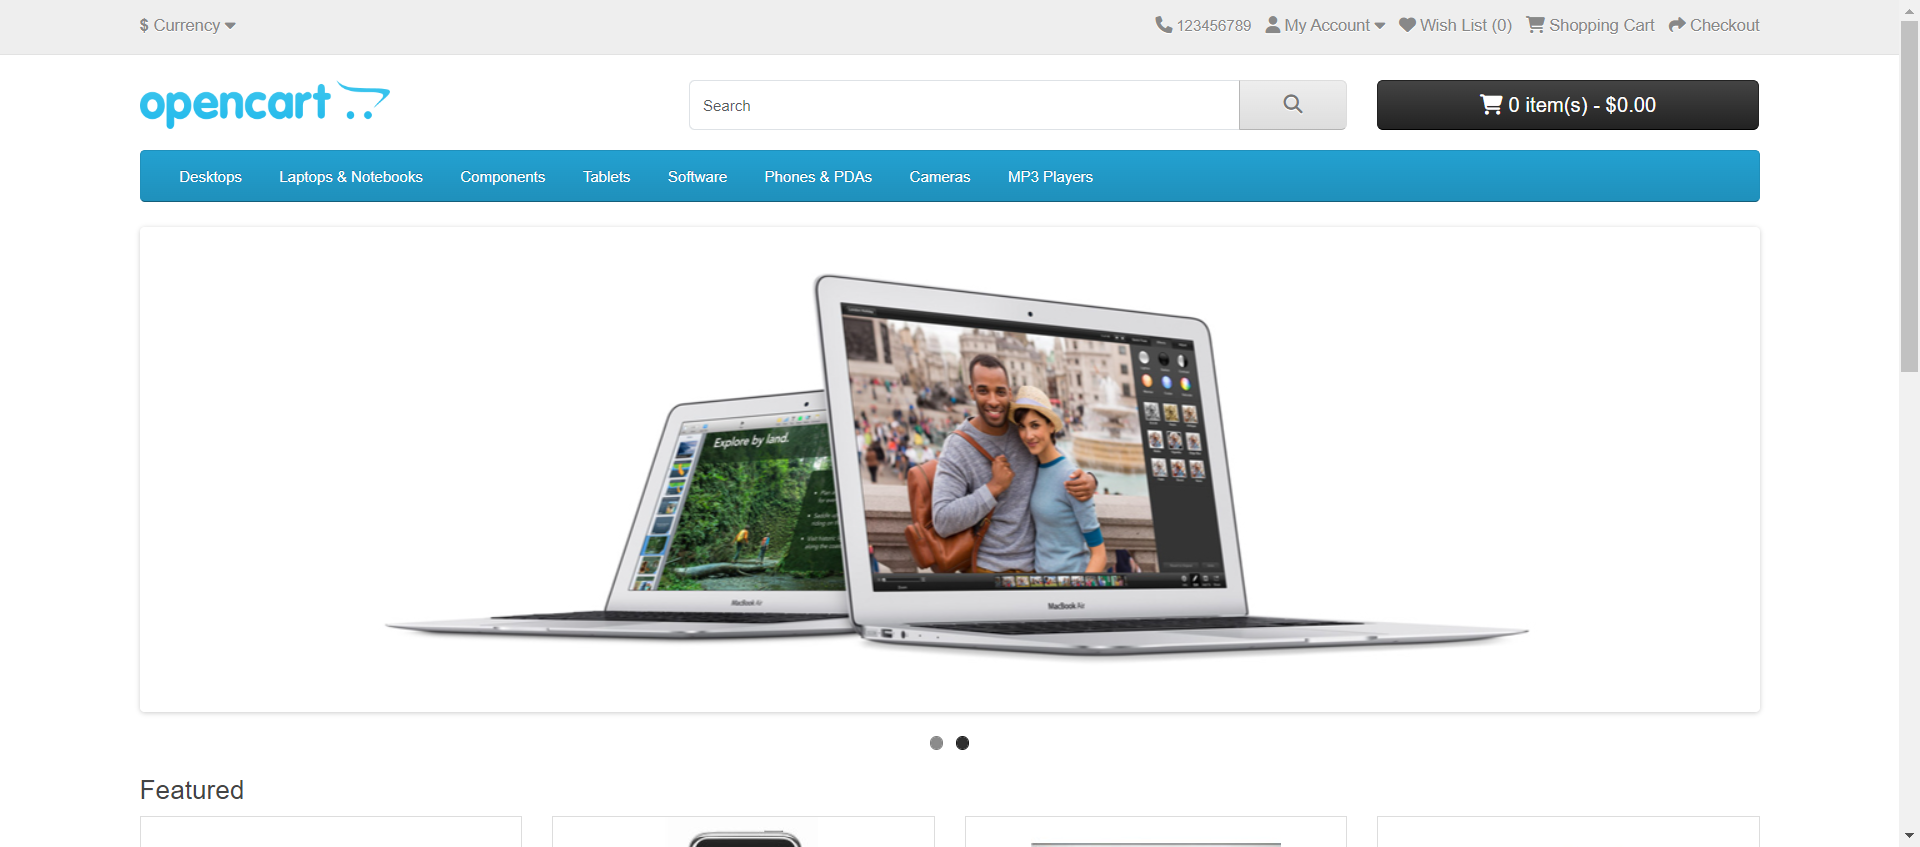 $ Currency
123456789 My Account Wish List (0) Shopping Cart Checkout
opencart
Search
0 item(s) - $0.00
Desktops Laptops & Notebooks Components Tablets Software Phones & PDAs Cameras MP3 Players
Explore by land.
MacBook Air
MacBook Air
Featured